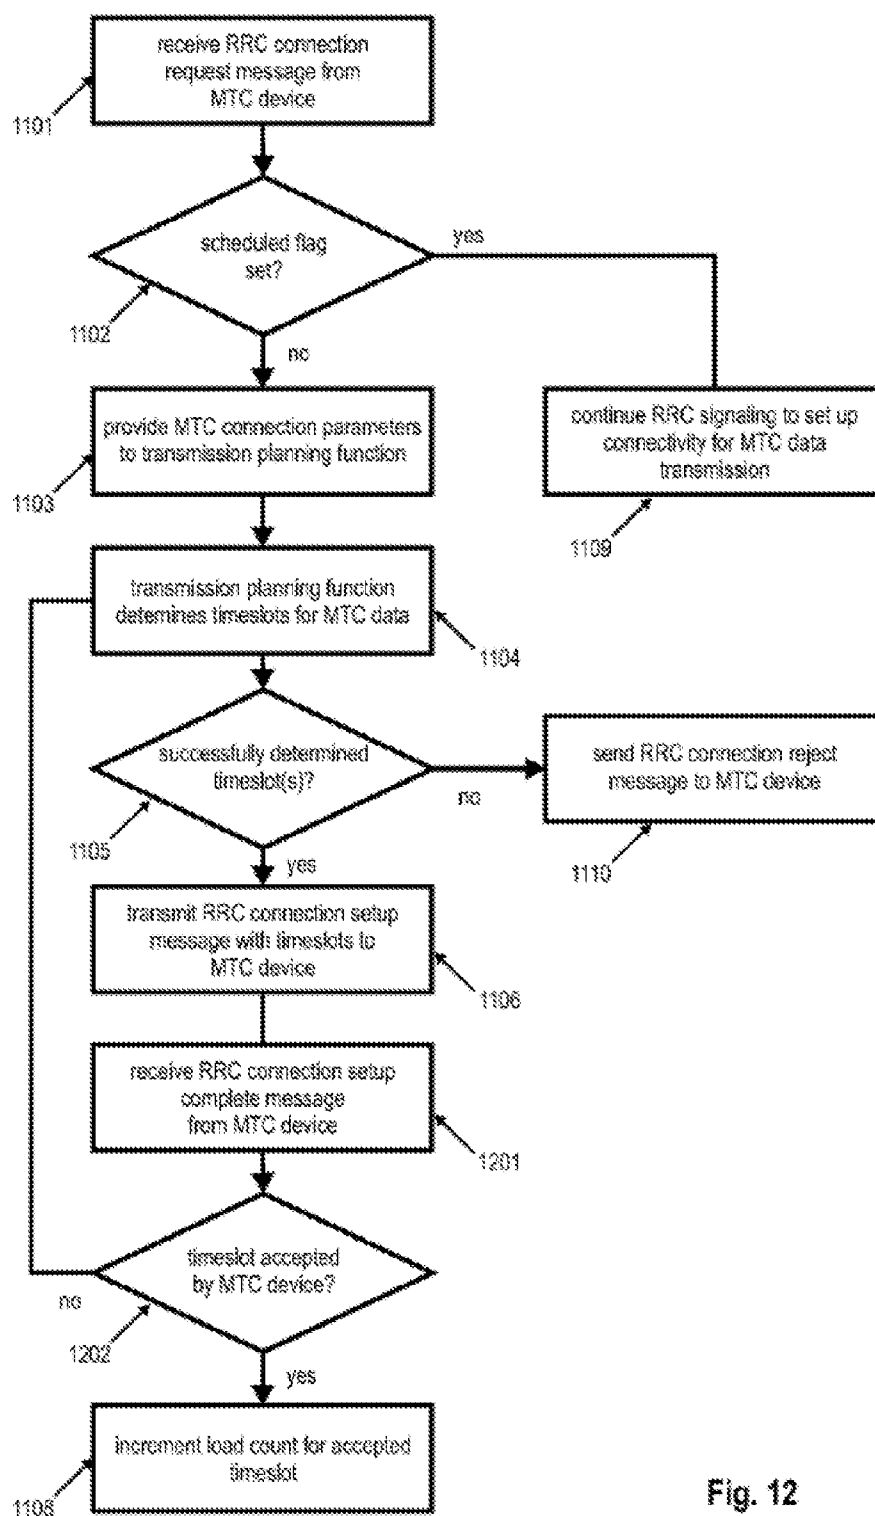 receive RRC connection
request message from
MTC device
1101
scheduled flag
set?
yes
1102
no
provide MTC connection parameters
to transmission planning function
1103
continue RRC signaling to set up
connectivity for MTC data
transmission
1109
transmission planning function
detemines timeslots for MTC data
1104
successfully determined
timeslot(s)?
no
1105
yes
send RRC connection reject
message to MTC device
1110
transmit RRC connection setup
message with timeslots to
MTC device
1106
receive RRC connection setup
complete message
from MTC device
1201
timeslot accepted
by MTC device?
no
1202
yes
increment load count for accepted
timeslot
1108
Fig. 12